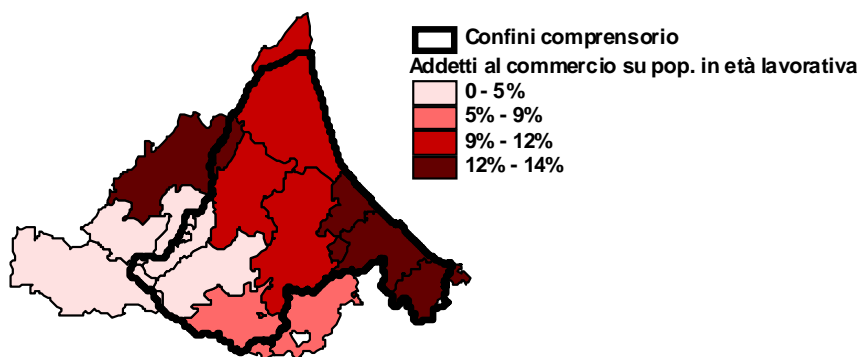 Confini comprensorio
Addetti al commercio su pop. in età lavorativa
0 - 5%
5% - 9%
9% - 12%
12% - 14%